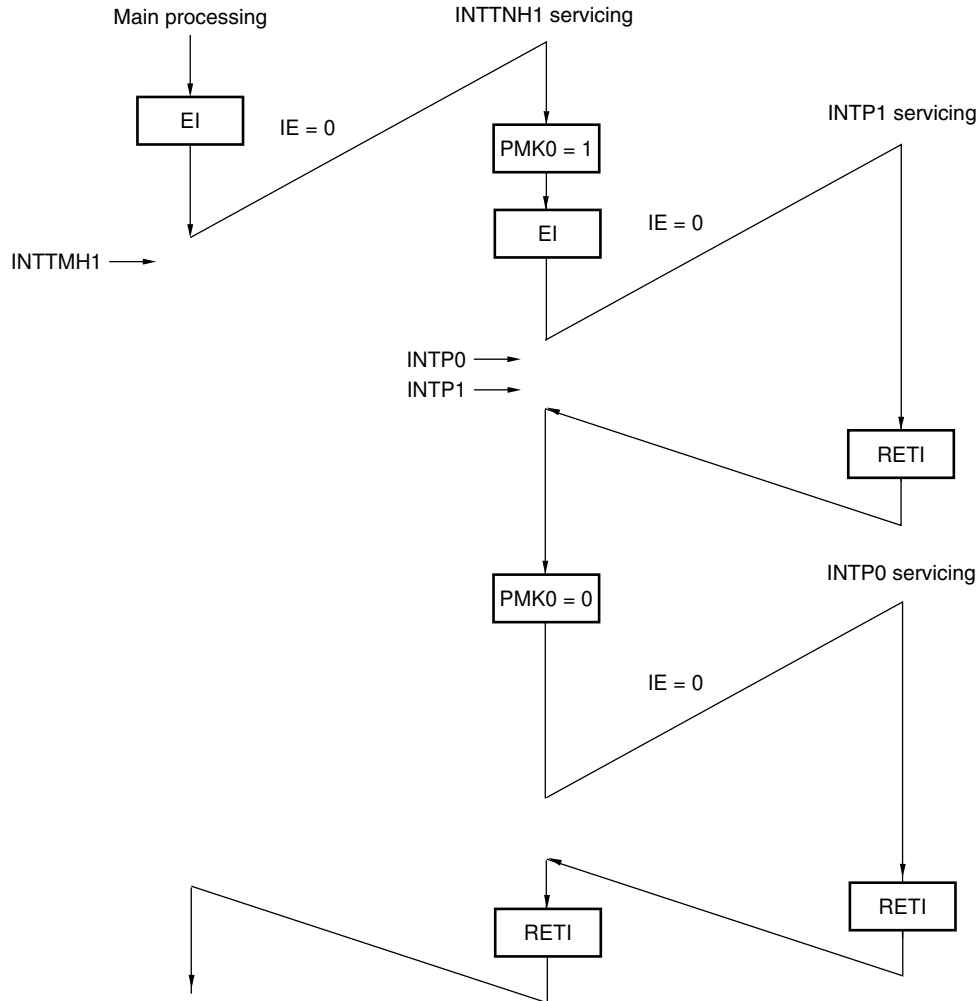 Main processing
INTTNH1 servicing
EI
IE = 0
PMK0 = 1
INTP1 servicing
EI
IE = 0
INTTMH1
INTP0
INTP1
RETI
PMK0 = 0
INTP0 servicing
IE = 0
RETI
RETI